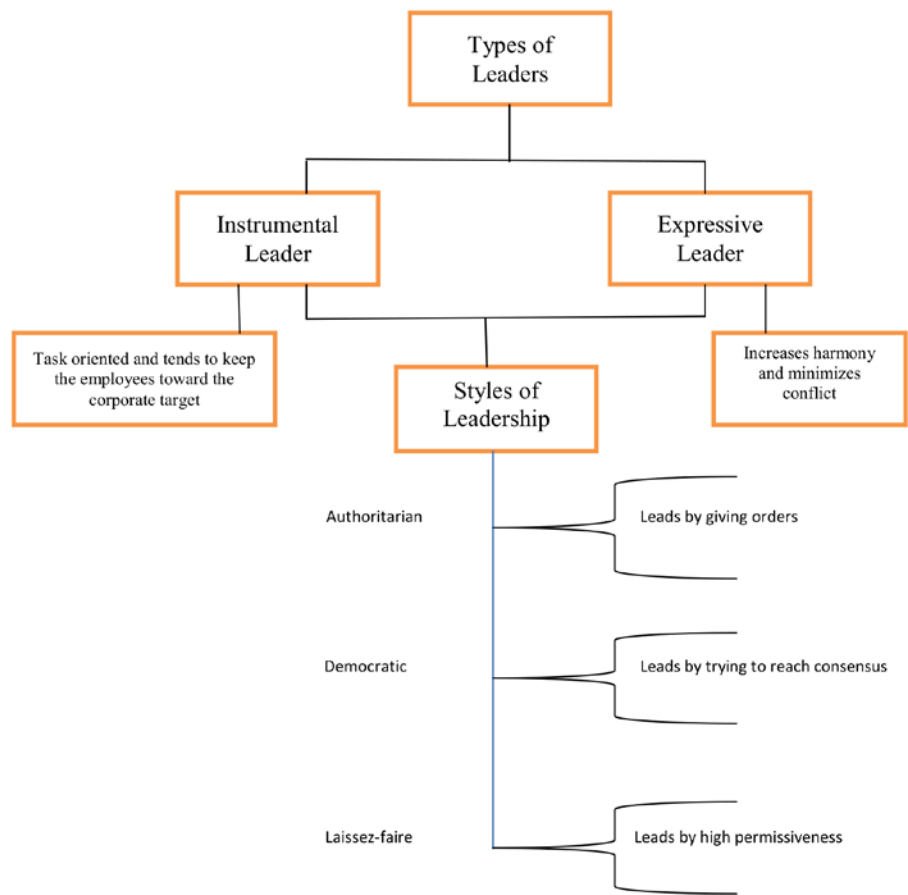 Types of
Leaders
Instrumental
Leader
Expressive
Leader
Task oriented and tends to keep
the employees toward the
corporate target
Increases harmony
and minimizes
conflict
Styles of
Leadership
Authoritarian
Leads by giving orders
Democratic
Leads by trying to reach consensus
Laissez-faire
Leads by high permissiveness